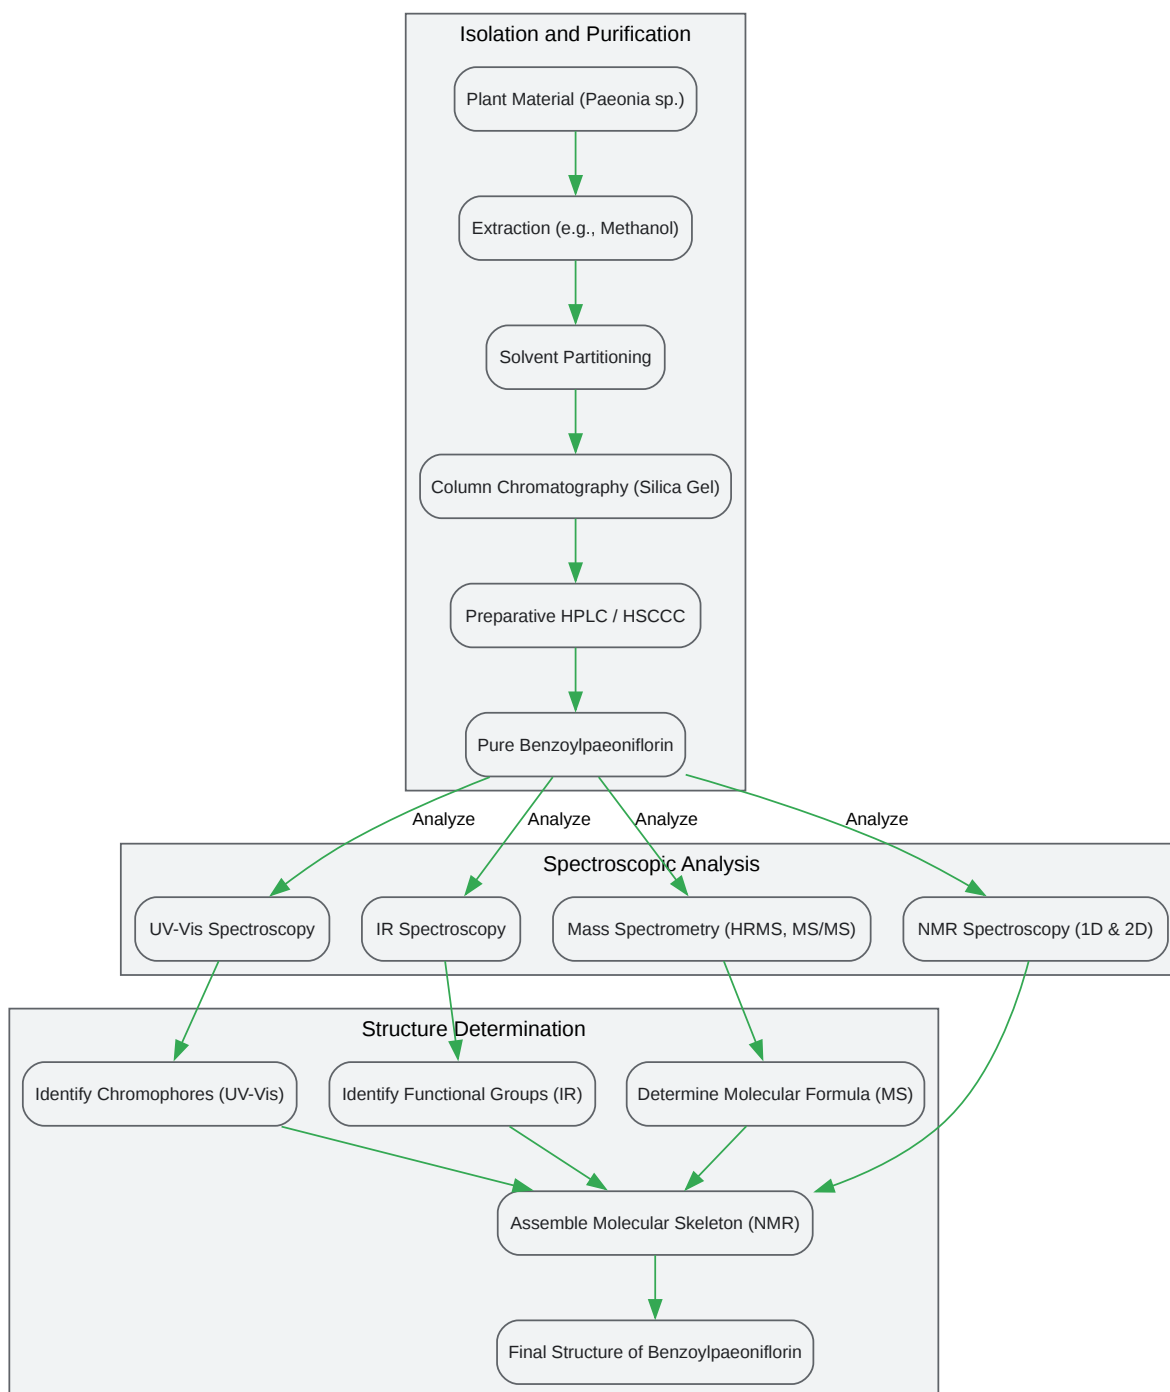 Isolation and Purification
Plant Material (Paeonia sp.)
Extraction (e.g., Methanol)
Solvent Partitioning
Column Chromatography (Silica Gel)
Preparative HPLC / HSCCC
Pure Benzoylpaeoniflorin
Analyze
Analyze
Analyze
Analyze
Spectroscopic Analysis
UV-Vis Spectroscopy
IR Spectroscopy
Mass Spectrometry (HRMS, MS/MS)
NMR Spectroscopy (1D & 2D)
Structure Determination
Identify Chromophores (UV-Vis)
Identify Functional Groups (IR)
Determine Molecular Formula (MS)
Assemble Molecular Skeleton (NMR)
Final Structure of Benzoylpaeoniflorin